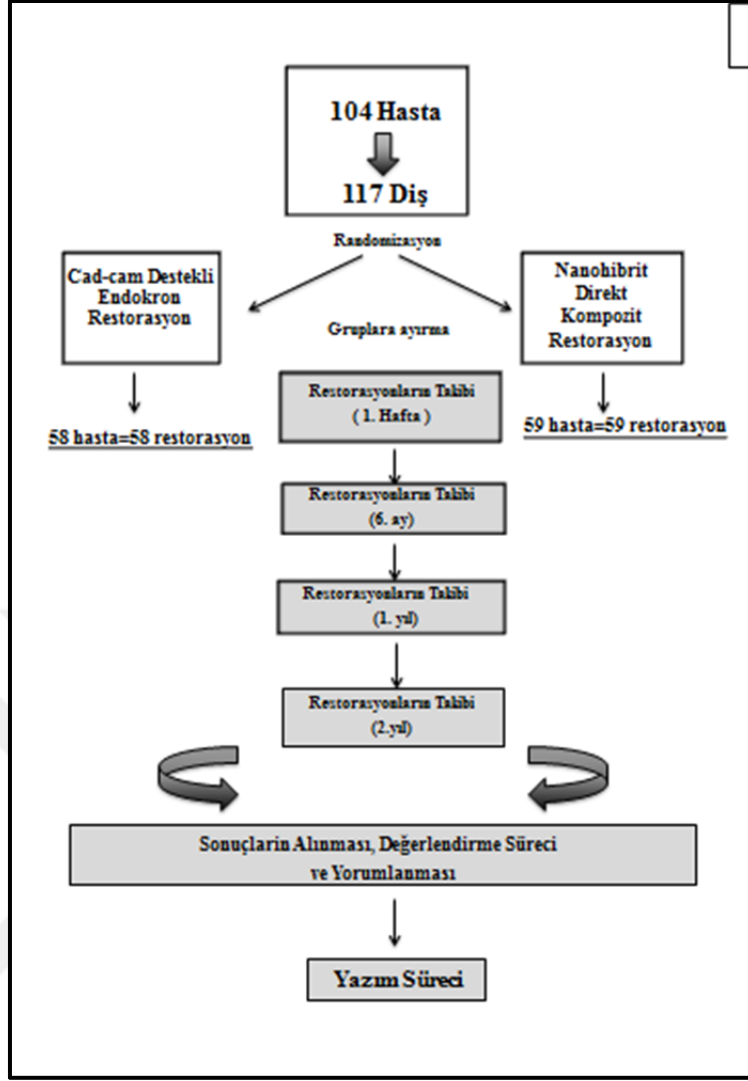 104 Hasta
117 Diş
Randomizasyon
Cad-cam Destekli
Endokron
Restorasyon
Nanohibrit
Direkt
Kompozit
Restorasyon
Gruplara ayırma
58 hasta=58 restorasyon
59 hasta=59 restorasyon
Restorasyonların Takibi
( 1. Hafta )
Restorasyonların Takibi
(6. ay)
Restorasyonların Takibi
(1. yıl)
Restorasyonların Takibi
(2.yıl)
Sonuçlarin Alınması, Değerlendirme Süreci
ve Yorumlanması
Yazım Süreci